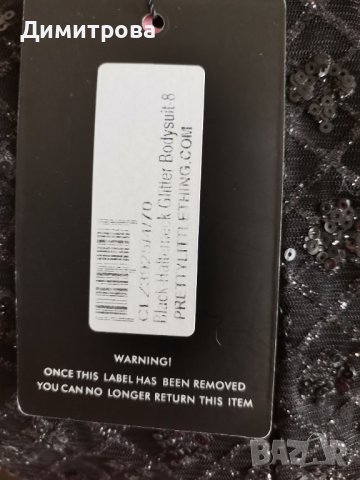 Димитрова
Black Halterneck Glitter Bodysuit-8
PRETTYLITTLETHING.COM
WARNING!
ONCE THIS LABEL HAS BEEN REMOVED
YOU CAN NO LONGER RETURN THIS ITEM
BAZAR